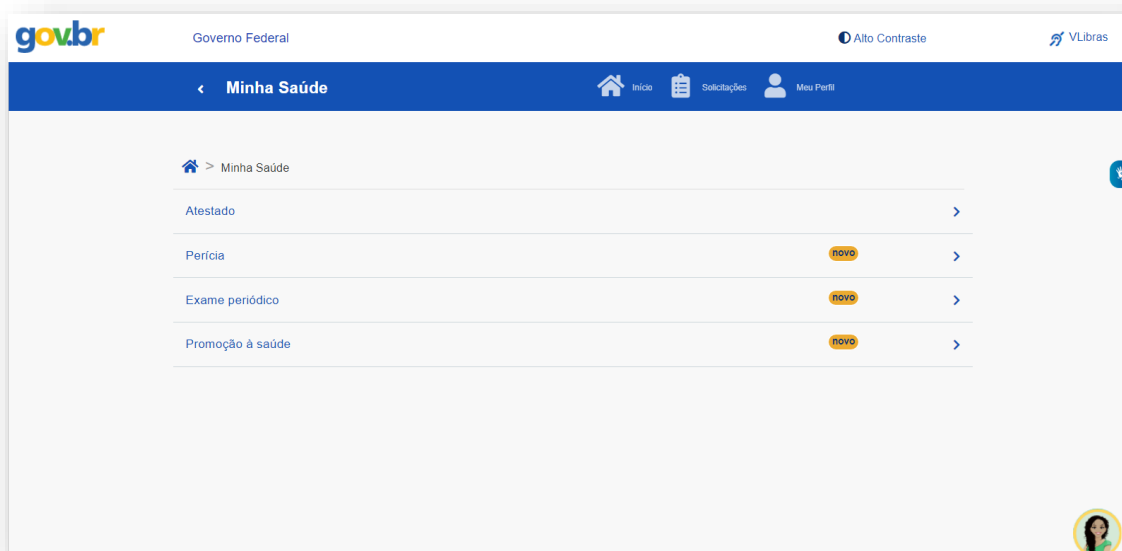 gov.br
Governo Federal
Alto Contraste
VLibras
Minha Saúde
Início
Solicitações
Meu Perfil
> Minha Saúde
Atestado
Perícia
novo
Exame periódico
novo
Promoção à saúde
novo